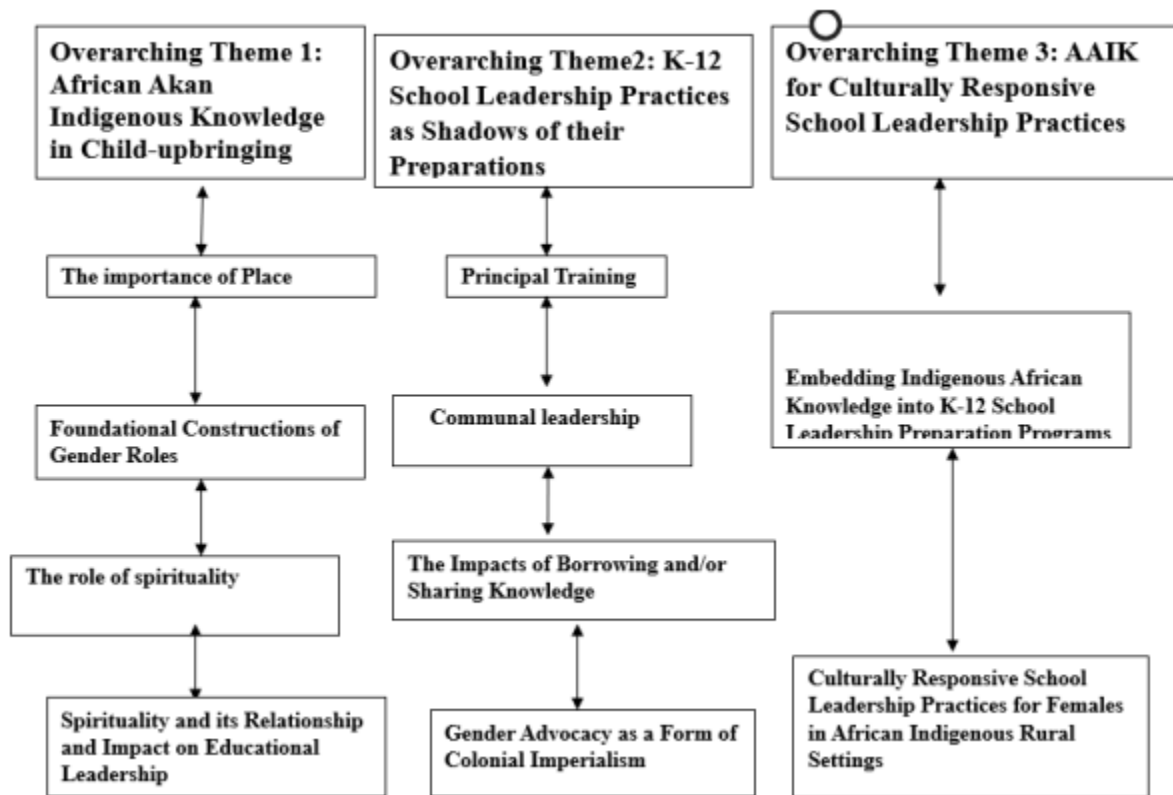 Overarching Theme 1:
African Akan
Indigenous Knowledge
in Child-upbringing
The importance of Place
Foundational Constructions of
Gender Roles
The role of spirituality
Spirituality and its Relationship
and Impact on Educational
Leadership
Overarching Theme2: K-12
School Leadership Practices
as Shadows of their
Preparations
Principal Training
Communal leadership
The Impacts of Borrowing and/or
Sharing Knowledge
Gender Advocacy as a Form of
Colonial Imperialism
Overarching Theme 3: AAIK
for Culturally Responsive
School Leadership Practices
Embedding Indigenous African
Knowledge into K-12 School
Leadership Preparation Programs
Culturally Responsive School
Leadership Practices for Females
in African Indigenous Rural
Settings